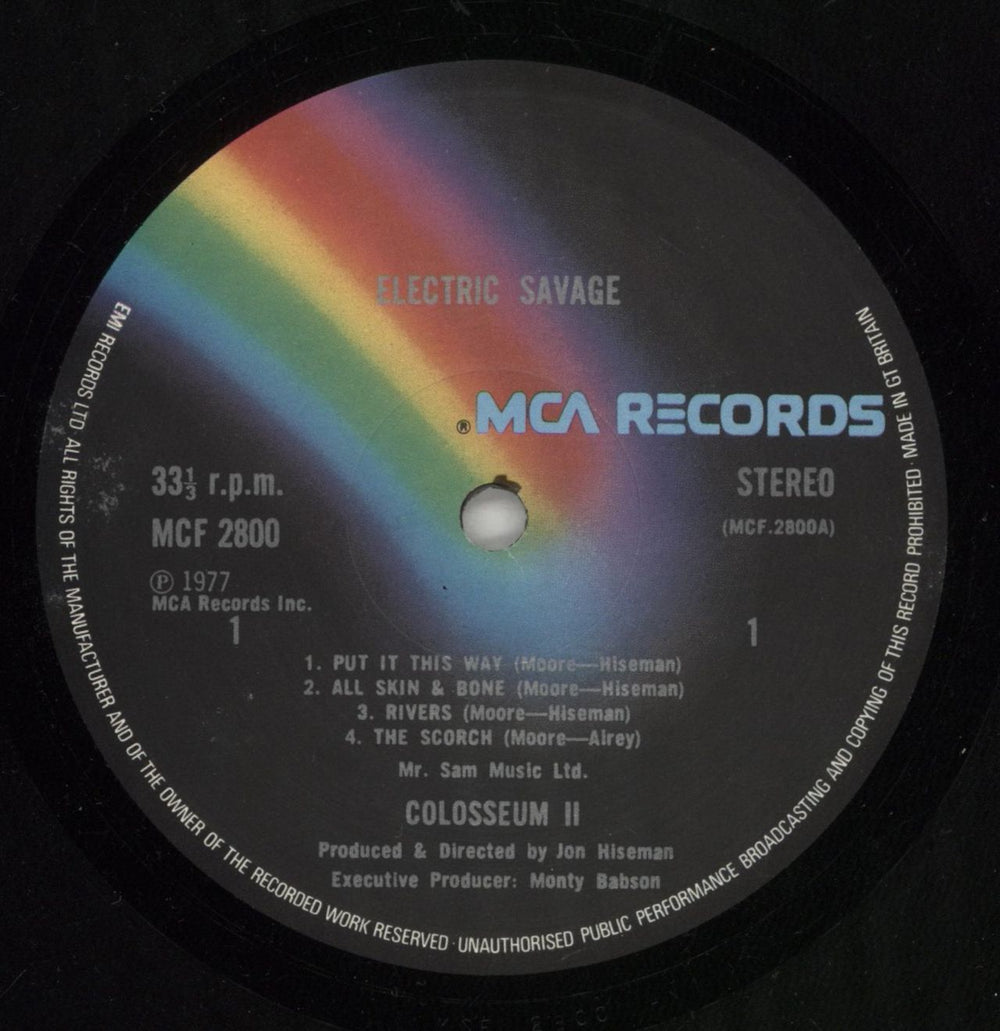 ELECTRIC SAVAGE
® MCA RECORDS
33⅓ r.p.m.
STEREO
MCF 2800
(MCF.2800A)
℗ 1977
MCA Records Inc.
1
1
1. PUT IT THIS WAY (Moore—Hiseman)
2. ALL SKIN & BONE (Moore—Hiseman)
3. RIVERS (Moore—Hiseman)
4. THE SCORCH (Moore—Airey)
Mr. Sam Music Ltd.
COLOSSEUM II
Produced & Directed by Jon Hiseman
Executive Producer: Monty Babson
EMI RECORDS LTD ALL RIGHTS OF THE MANUFACTURER AND OF THE OWNER OF THE RECORDED WORK RESERVED · UNAUTHORISED PUBLIC PERFORMANCE BROADCASTING AND COPYING OF THIS RECORD PROHIBITED · MADE IN GT BRITAIN